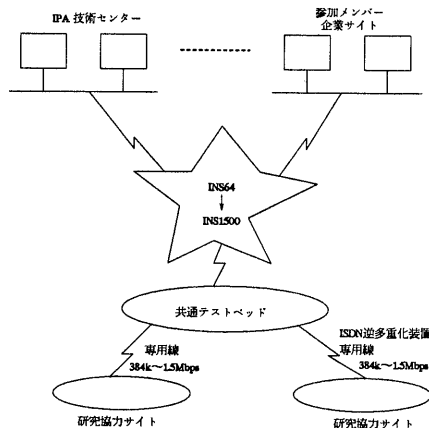 IPA 技術センター
参加メンバー
企業サイト
INS64
INS1500
共通テストベッド
専用線
384k〜1.5Mbps
ISDN逆多重化装置
専用線
384k〜1.5Mbps
研究協力サイト
研究協力サイト